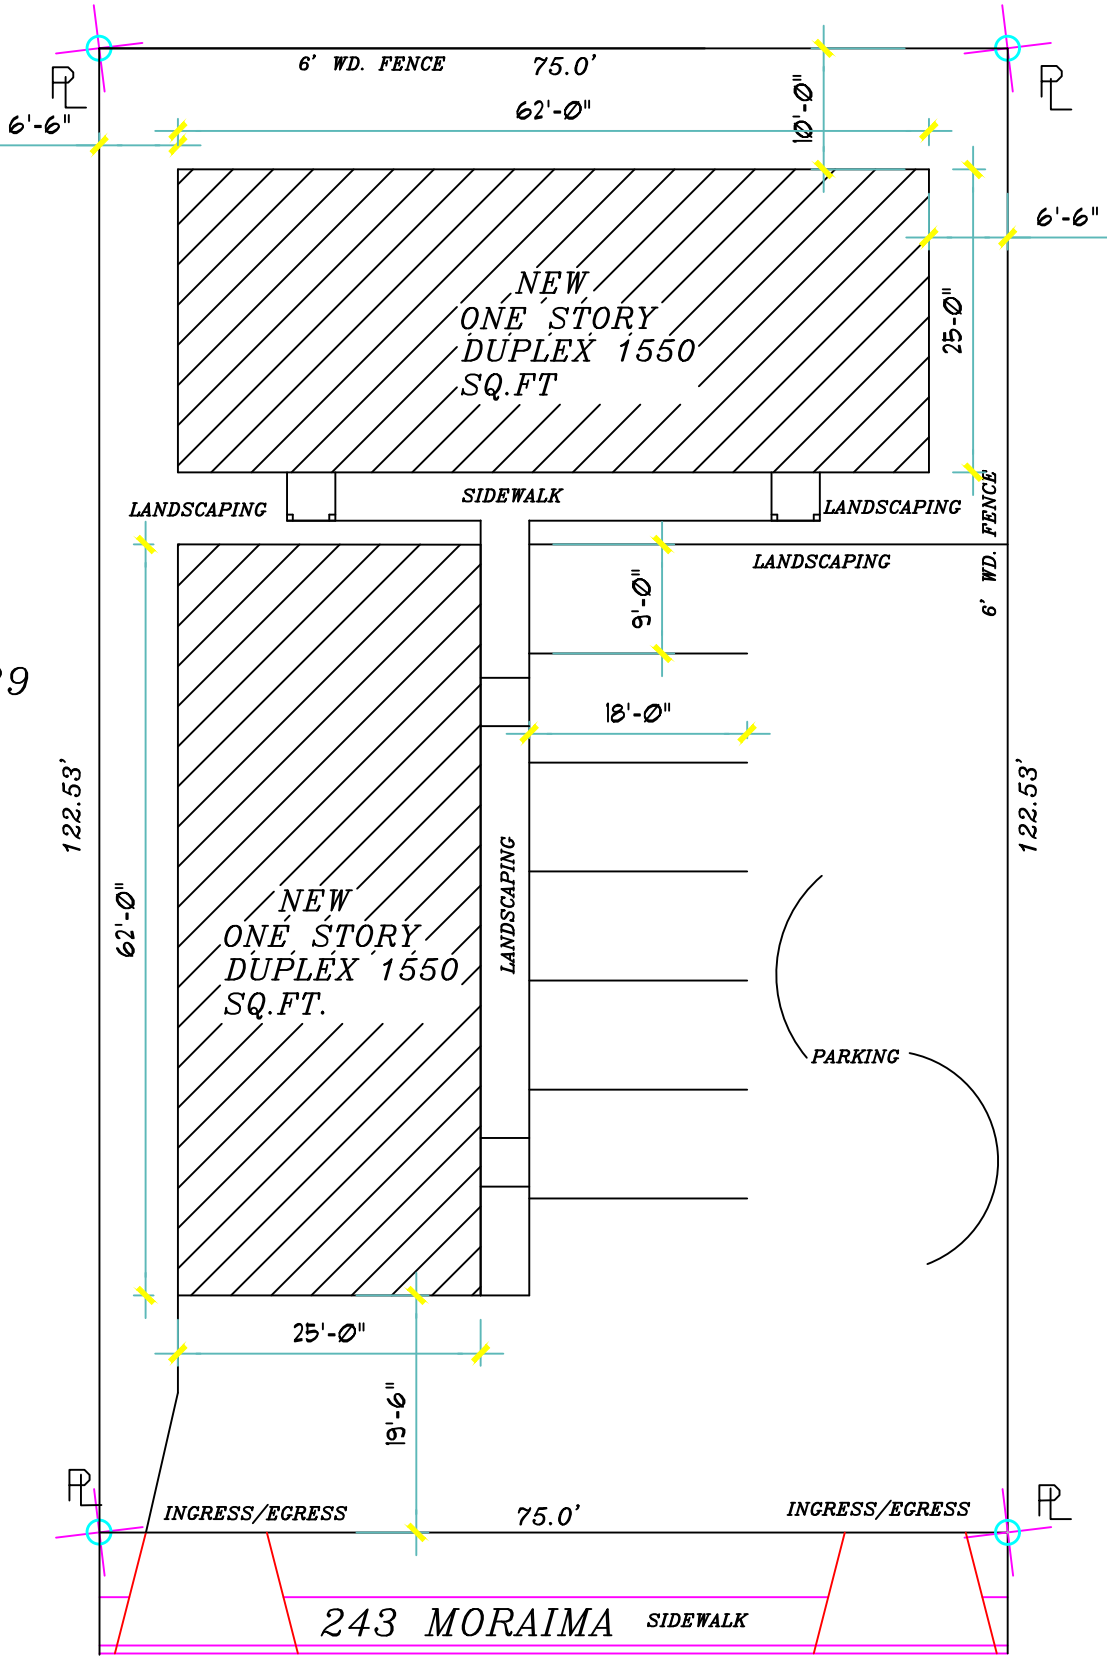 6' WD. FENCE
75.0'
PL
PL
62'-0"
10'-0"
6'-6"
6'-6"
NEW
ONE STORY
DUPLEX 1550
SQ.FT
25-0"
LANDSCAPING
SIDEWALK
LANDSCAPING
6' WD. FENCE
LANDSCAPING
9'-0"
18'-0"
122.53'
122.53'
62'-0"
LANDSCAPING
NEW
ONE STORY
DUPLEX 1550
SQ.FT.
PARKING
25'-0"
19'-6"
PL
PL
INGRESS/EGRESS
75.0'
INGRESS/EGRESS
243 MORAIMA
SIDEWALK